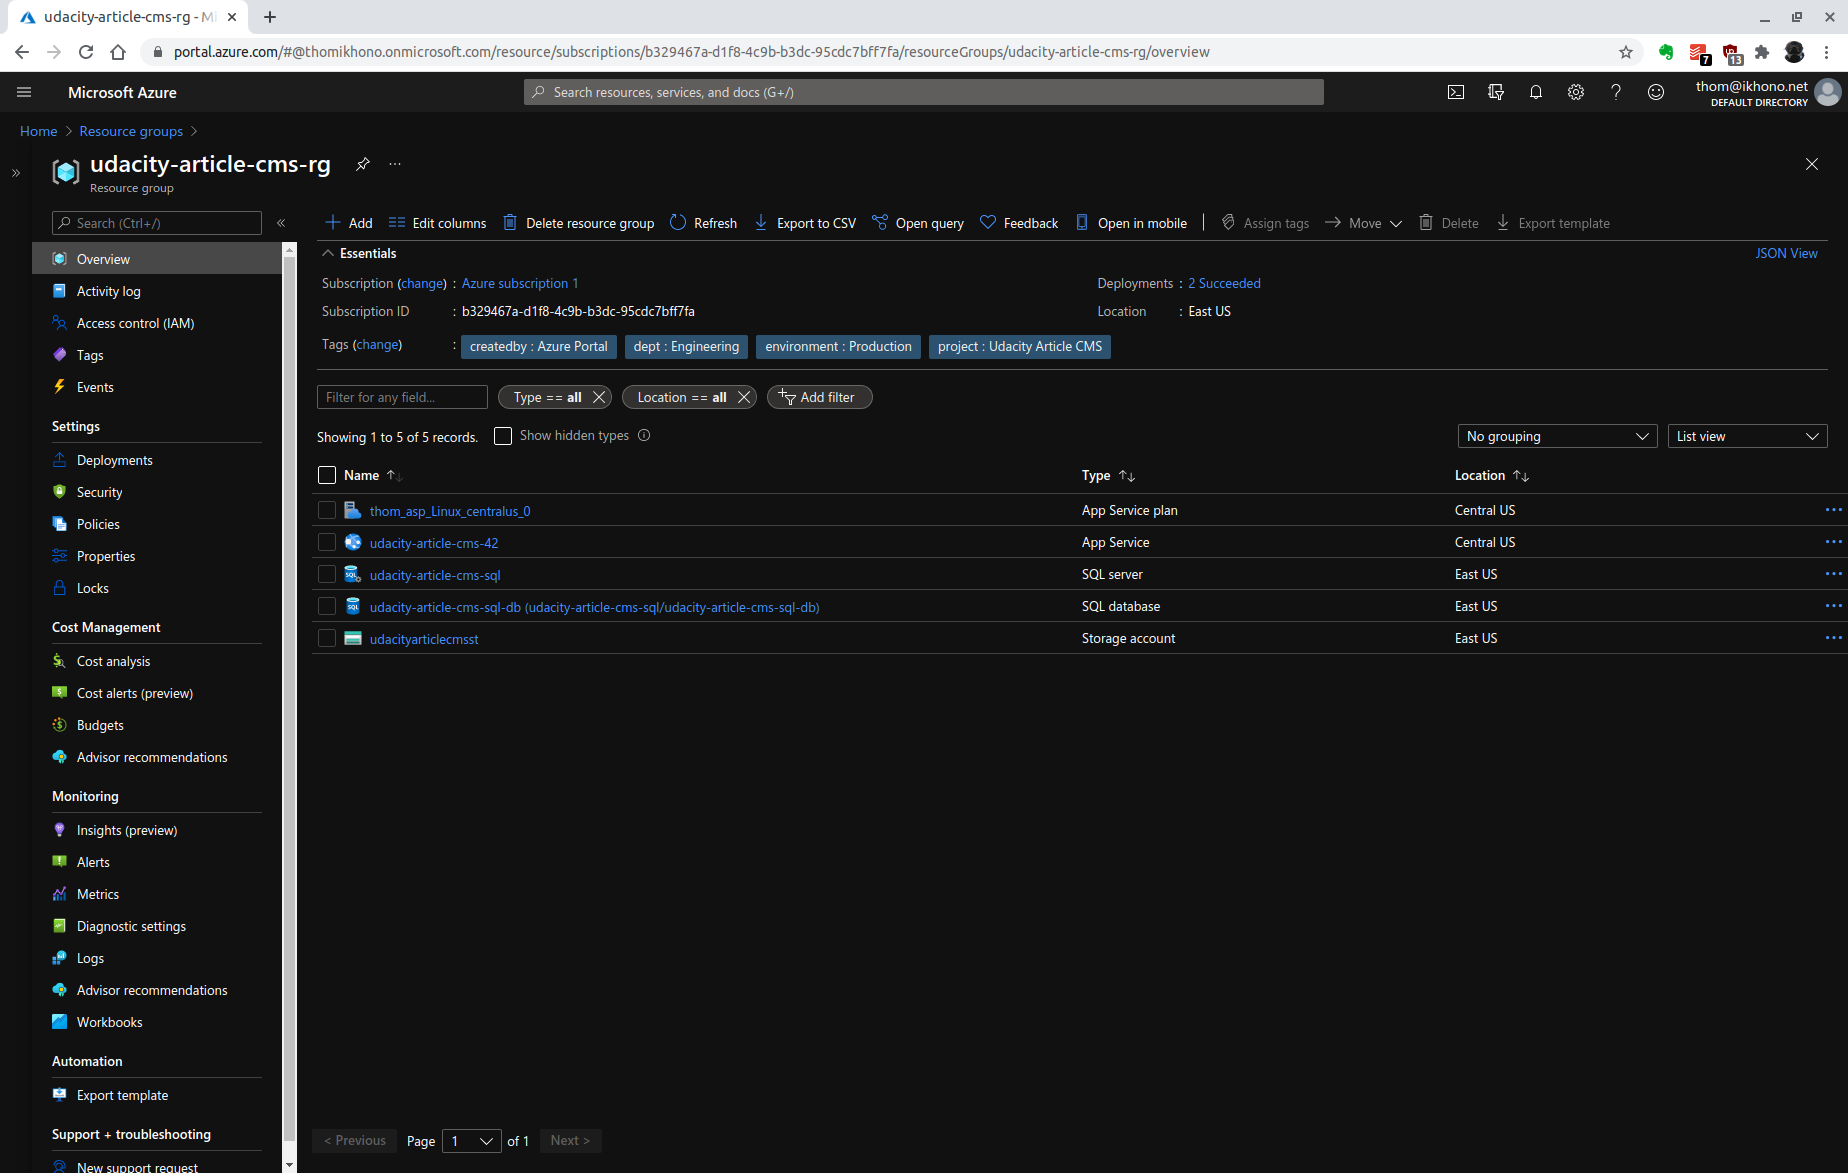 udacity-article-cms-rg - Mi
portal.azure.com/#@thomikhono.onmicrosoft.com/resource/subscriptions/b329467a-d1f8-4c9b-b3dc-95cdc7bff7fa/resourceGroups/udacity-article-cms-rg/overview
7
13
Microsoft Azure
Search resources, services, and docs (G+/)
thom@ikhono.net
DEFAULT DIRECTORY
Home > Resource groups >
udacity-article-cms-rg
Resource group
Search (Ctrl+/)
Add Edit columns Delete resource group Refresh Export to CSV Open query Feedback Open in mobile Assign tags Move Delete Export template
Essentials
JSON View
Subscription (change) : Azure subscription 1
Deployments : 2 Succeeded
Subscription ID : b329467a-d1f8-4c9b-b3dc-95cdc7bff7fa
Location : East US
Tags (change) : createdby : Azure Portal dept : Engineering environment : Production project : Udacity Article CMS
Filter for any field... Type == all Location == all Add filter
Showing 1 to 5 of 5 records. Show hidden types
No grouping List view
Name Type Location
thom_asp_Linux_centralus_0 App Service plan Central US
udacity-article-cms-42 App Service Central US
udacity-article-cms-sql SQL server East US
udacity-article-cms-sql-db (udacity-article-cms-sql/udacity-article-cms-sql-db) SQL database East US
udacityarticlecmsst Storage account East US
< Previous Page 1 of 1 Next >
Overview
Activity log
Access control (IAM)
Tags
Events
Settings
Deployments
Security
Policies
Properties
Locks
Cost Management
Cost analysis
Cost alerts (preview)
Budgets
Advisor recommendations
Monitoring
Insights (preview)
Alerts
Metrics
Diagnostic settings
Logs
Advisor recommendations
Workbooks
Automation
Export template
Support + troubleshooting
New support request